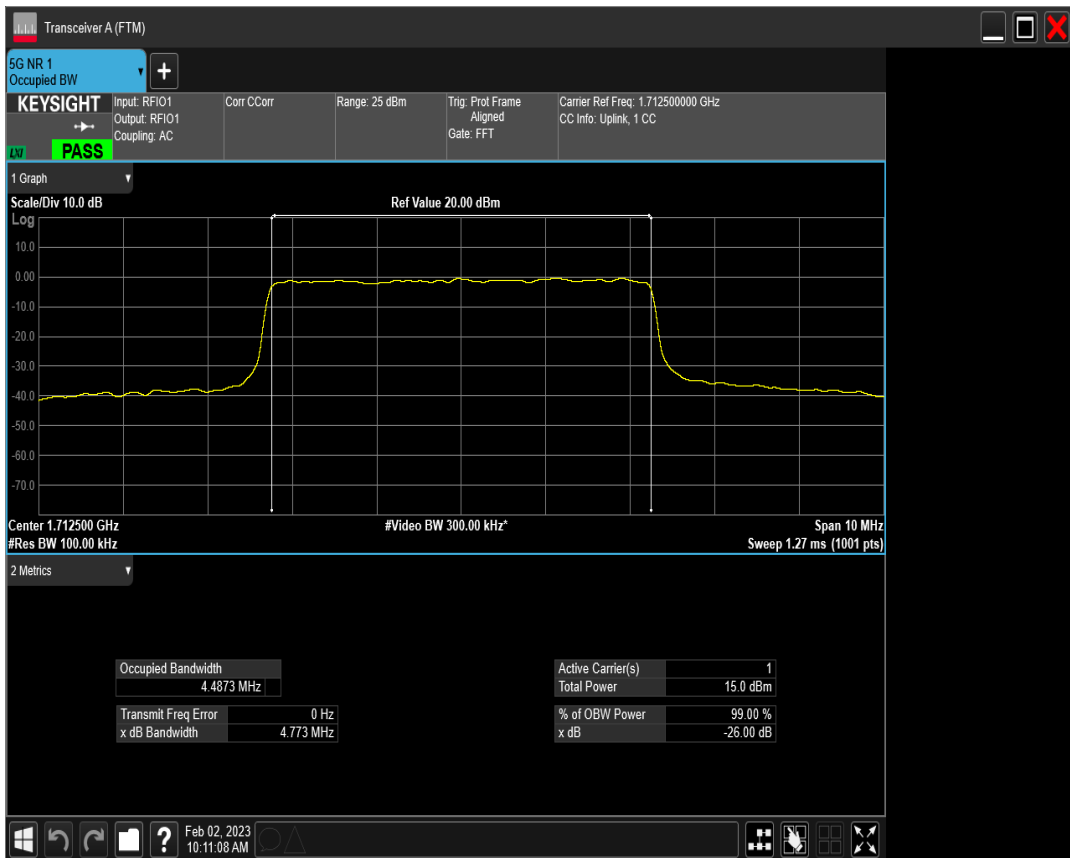 Transceiver A (FTM)
5G NR 1
Occupied BW
+
KEYSIGHT
LXI
PASS
Input: RFIO1
Output: RFIO1
Coupling: AC
Corr CCorr
Range: 25 dBm
Trig: Prot Frame
Aligned
Gate: FFT
Carrier Ref Freq: 1.712500000 GHz
CC Info: Uplink, 1 CC
1 Graph
Scale/Div 10.0 dB
Ref Value 20.00 dBm
Log
10.0
0.00
-10.0
-20.0
-30.0
-40.0
-50.0
-60.0
-70.0
Center 1.712500 GHz
#Video BW 300.00 kHz*
Span 10 MHz
#Res BW 100.00 kHz
Sweep 1.27 ms (1001 pts)
2 Metrics
Occupied Bandwidth
4.4873 MHz
Transmit Freq Error 0 Hz
x dB Bandwidth 4.773 MHz
Active Carrier(s) 1
Total Power 15.0 dBm
% of OBW Power 99.00 %
x dB -26.00 dB
?
Feb 02, 2023
10:11:08 AM